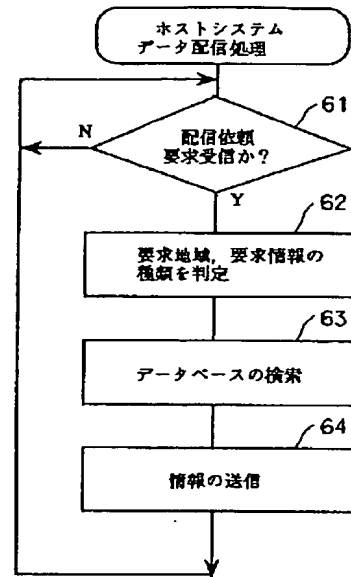 ホストシステム
データ配信処理
61
N
配信依頼
要求受信か?
Y
62
要求地域,要求情報の
種類を判定
63
データベースの検索
64
情報の送信